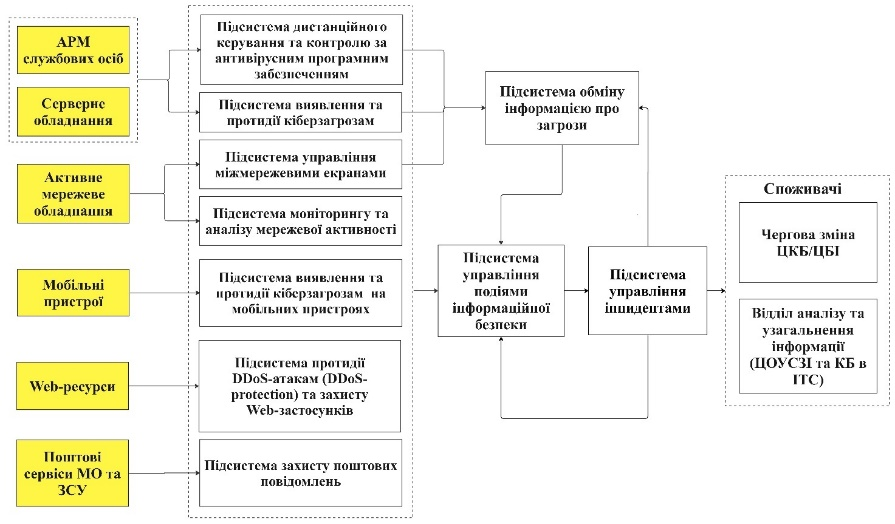 АРМ
службових осіб
Серверне
обладнання
Активне
мережеве
обладнання
Мобільні
пристрої
Web-ресурси
Поштові
сервіси МО та
ЗСУ
Підсистема дистанційного
керування та контролю за
антивірусним програмним
забезпеченням
Підсистема виявлення та
протидії кіберзагрозам
Підсистема управління
міжмережевими екранами
Підсистема моніторингу та
аналізу мережевої активності
Підсистема виявлення та
протидії кіберзагрозам на
мобільних пристроях
Підсистема протидії
DDoS-атакам (DDoS-
protection) та захисту
Web-застосунків
Підсистема захисту поштових
повідомлень
Підсистема обміну
інформацією про
загрози
Підсистема
управління
подіями
інформаційної
безпеки
Підсистема
управління
інцидентами
Споживачі
Чергова зміна
ЦКБ/ЦБІ
Відділ аналізу та
узагальнення
інформації
(ЦОУСЗІ та КБ в
ІТС)